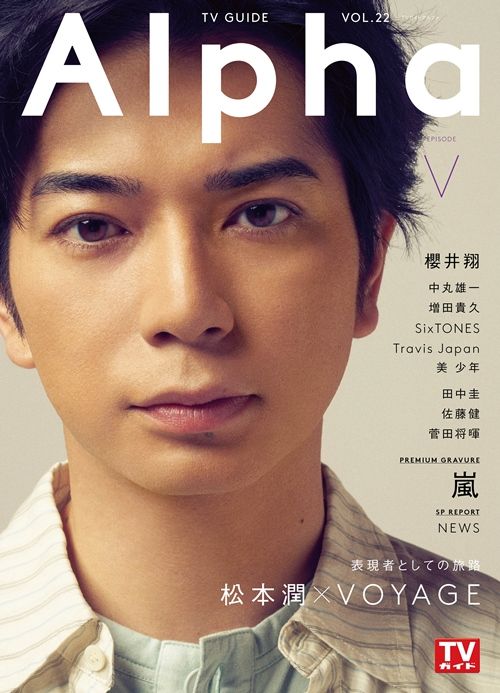 TV GUIDE VOL.22
Alpha
EPISODE
V
櫻井翔
中丸雄一
増田貴久
SixTONES
Travis Japan
美 少年
田中圭
佐藤健
菅田将暉
PREMIUM GRAVURE
嵐
SP REPORT
NEWS
表現者としての旅路
松本潤×VOYAGE
TV
ガイド